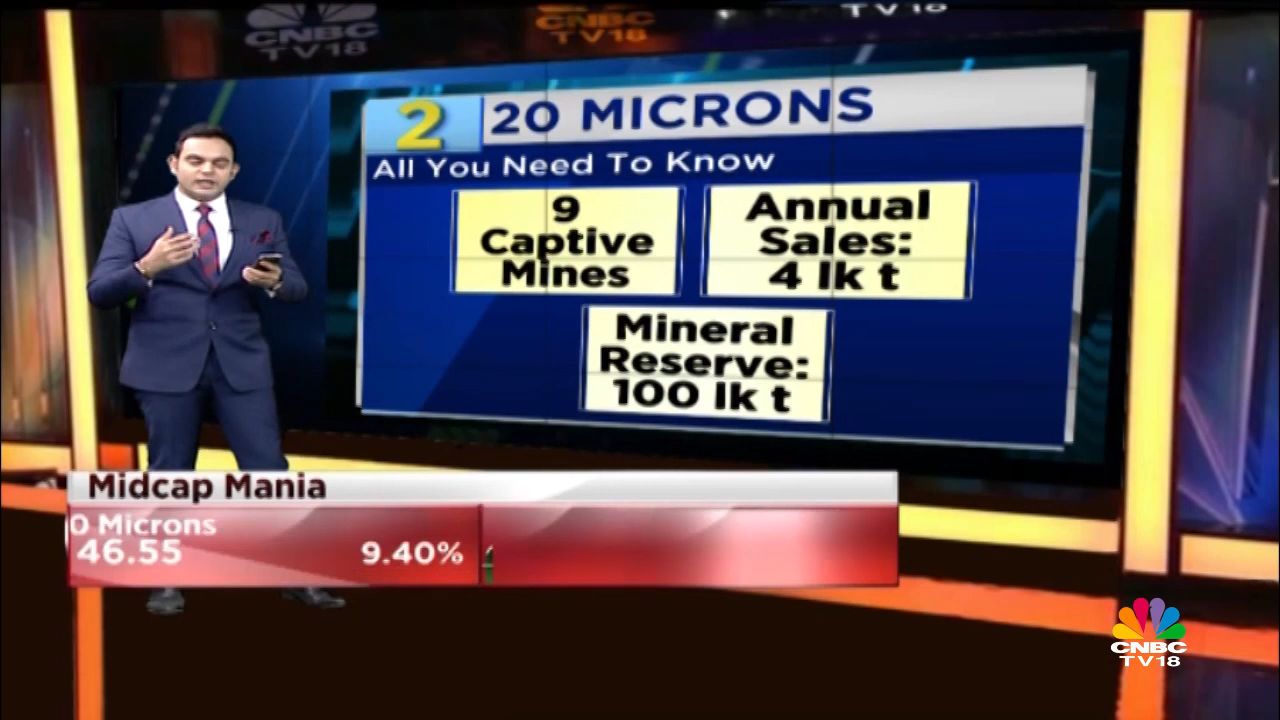 CNBC
TV18
CNBC
TV18
TV18
2
20 MICRONS
All You Need To Know
9
Captive
Mines
Annual
Sales:
4 lk t
Mineral
Reserve:
100 lk t
Midcap Mania
0 Microns
46.55
9.40%
CNBC
TV18